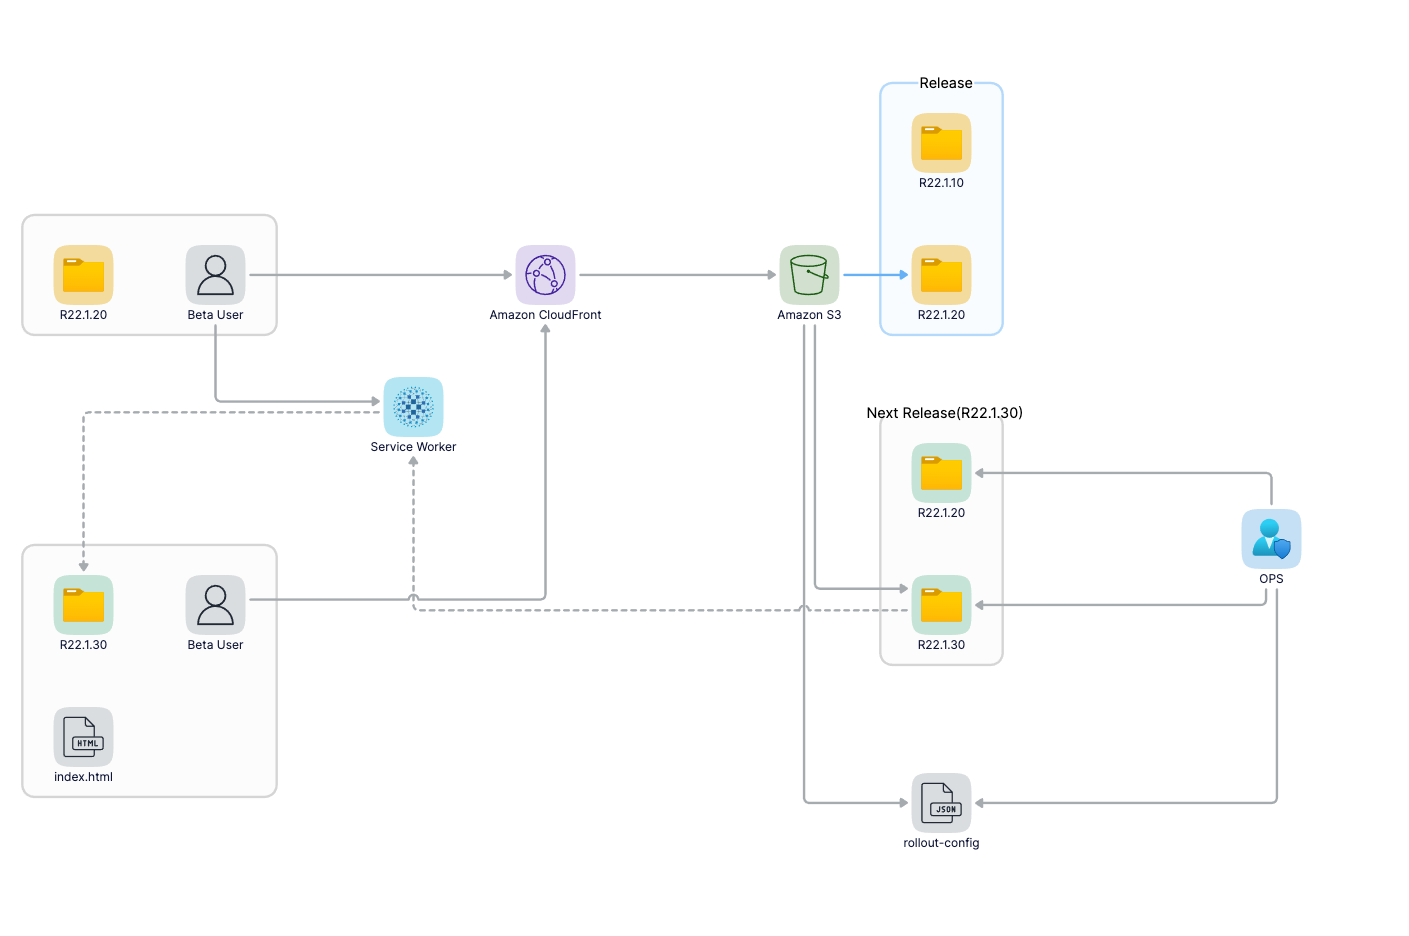 Release
R22.1.10
R22.1.20
Beta User
Amazon CloudFront
Amazon S3
R22.1.20
Service Worker
Next Release(R22.1.30)
R22.1.20
OPS
R22.1.30
Beta User
R22.1.30
HTML
index.html
JSON
rollout-config